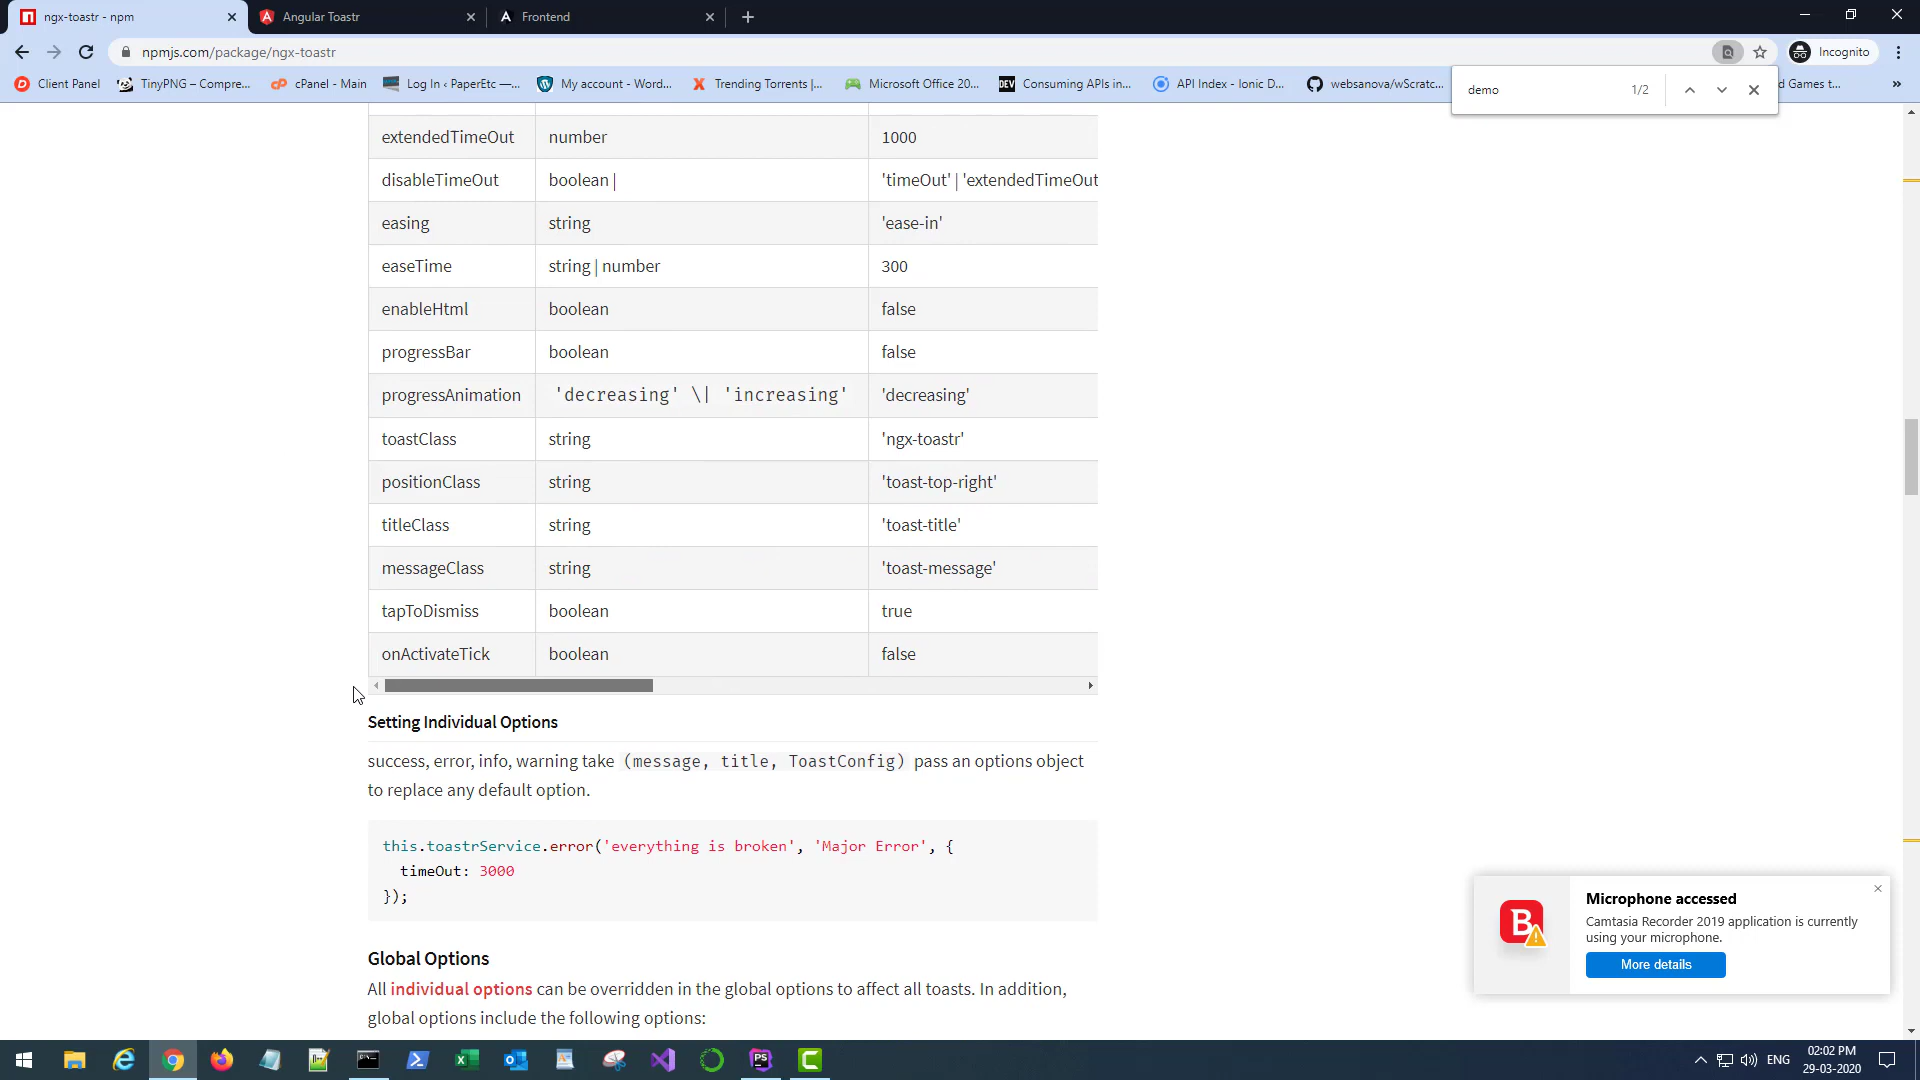 ngx-toastr - npm
Angular Toastr
Frontend
npmjs.com/package/ngx-toastr
Incognito
Client Panel
TinyPNG – Compre...
cPanel - Main
Log In ‹ PaperEtc —...
My account - Word...
Trending Torrents |...
Microsoft Office 20...
DEV Consuming APIs in...
API Index - Ionic D...
websanova/wScratc...
d Games t...
»
demo
1/2
extendedTimeOut number 1000
disableTimeOut boolean | 'timeOut' | 'extendedTimeOut
easing string 'ease-in'
easeTime string | number 300
enableHtml boolean false
progressBar boolean false
progressAnimation 'decreasing' \| 'increasing' 'decreasing'
toastClass string 'ngx-toastr'
positionClass string 'toast-top-right'
titleClass string 'toast-title'
messageClass string 'toast-message'
tapToDismiss boolean true
onActivateTick boolean false
Setting Individual Options
success, error, info, warning take (message, title, ToastConfig) pass an options object
to replace any default option.
this.toastrService.error('everything is broken', 'Major Error', {
timeOut: 3000
});
Global Options
All individual options can be overridden in the global options to affect all toasts. In addition,
global options include the following options:
B
Microphone accessed
Camtasia Recorder 2019 application is currently
using your microphone.
More details
PS
ENG
02:02 PM
29-03-2020